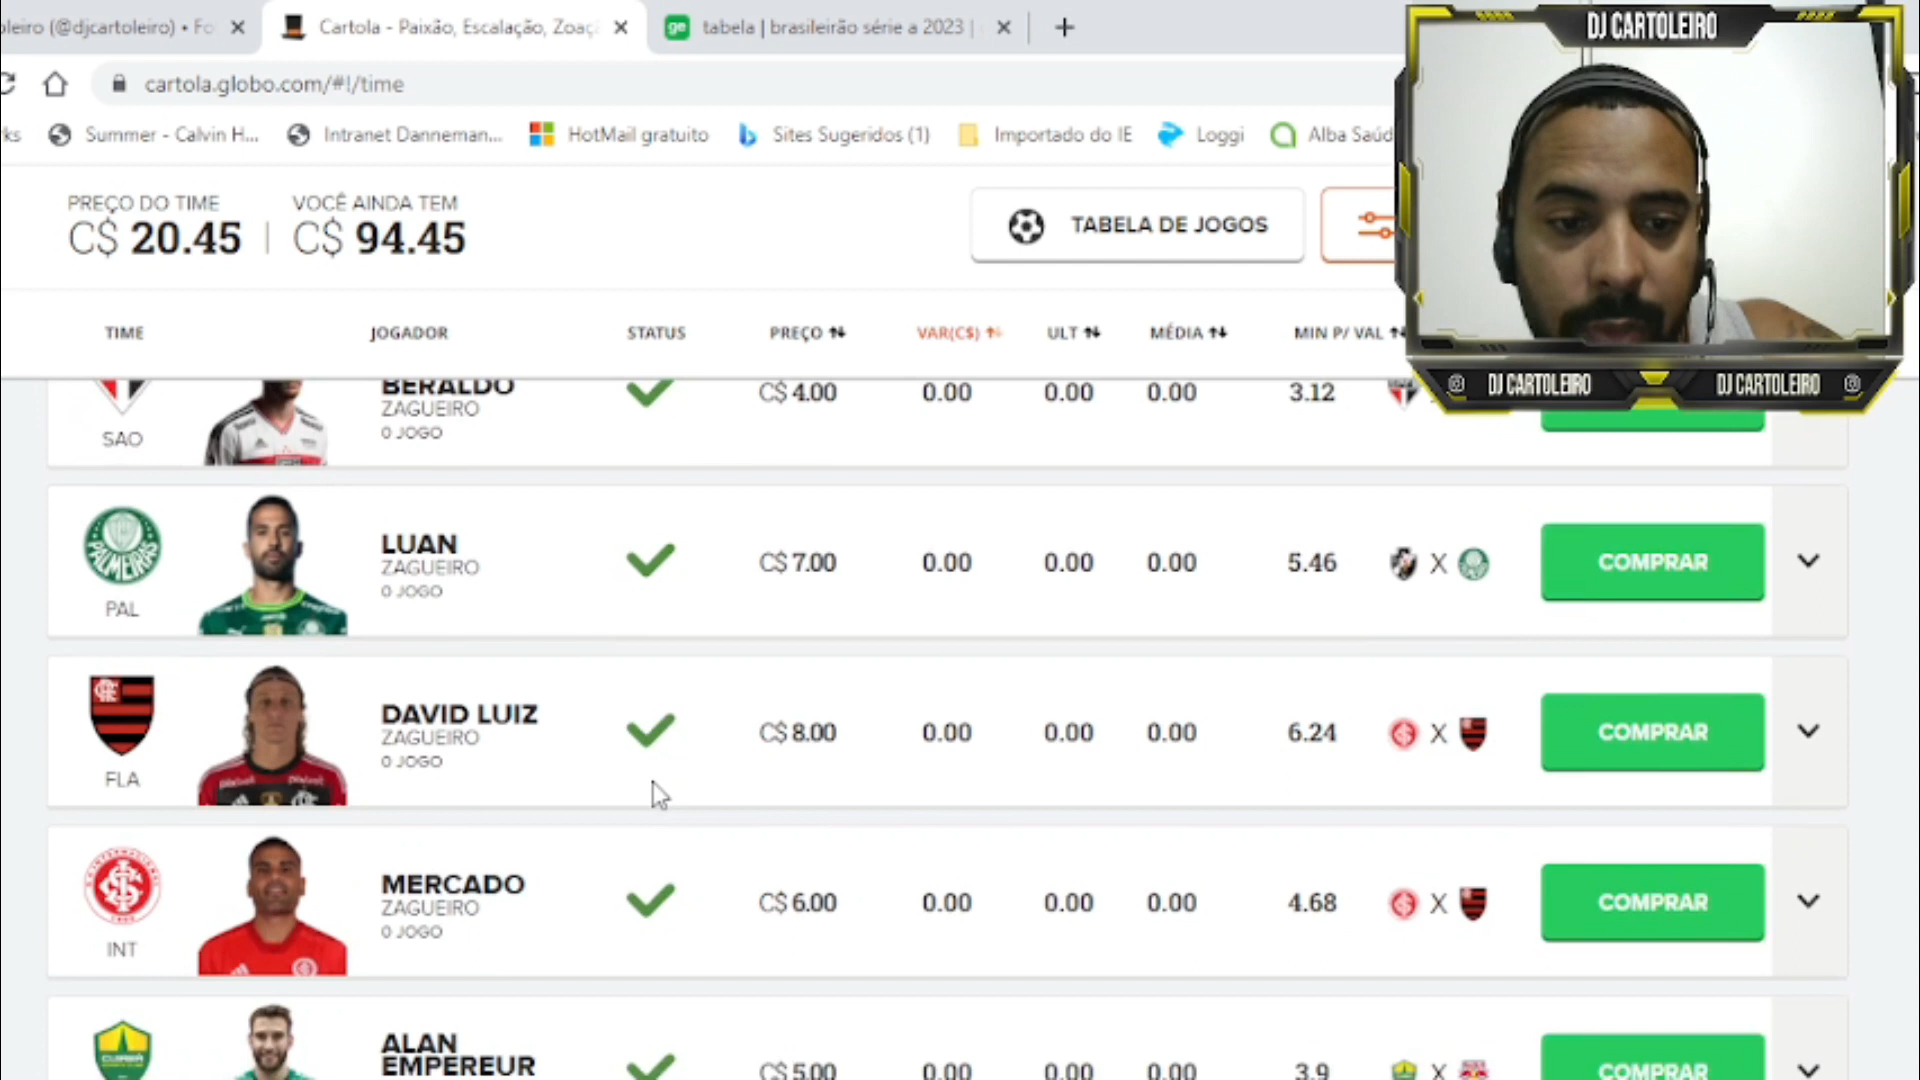 oleiro (@djcartoleiro) • Fo
Cartola - Paixão, Escalação, Zoaç
ge
tabela | brasileirão série a 2023 |
cartola.globo.com/#!/time
ks
Summer - Calvin H...
Intranet Danneman...
HotMail gratuito
Sites Sugeridos (1)
Importado do IE
Loggi
Alba Saúd
DJ CARTOLEIRO
DJ CARTOLEIRO
DJ CARTOLEIRO
PREÇO DO TIME
C$ 20.45
VOCÊ AINDA TEM
C$ 94.45
TABELA DE JOGOS
TIME JOGADOR STATUS PREÇO VAR(C$) ULT MÉDIA MIN P/ VAL
SAO
BERALDO
ZAGUEIRO
0 JOGO
C$ 4.00 0.00 0.00 0.00 3.12
PALMEIRAS
PAL
LUAN
ZAGUEIRO
0 JOGO
C$ 7.00 0.00 0.00 0.00 5.46 X COMPRAR
FLA
DAVID LUIZ
ZAGUEIRO
0 JOGO
C$ 8.00 0.00 0.00 0.00 6.24 X COMPRAR
INT
MERCADO
ZAGUEIRO
0 JOGO
C$ 6.00 0.00 0.00 0.00 4.68 X COMPRAR
CUIABÁ
ALAN
EMPEREUR
C$ 5.00 0.00 0.00 0.00 3.9 X COMPRAR